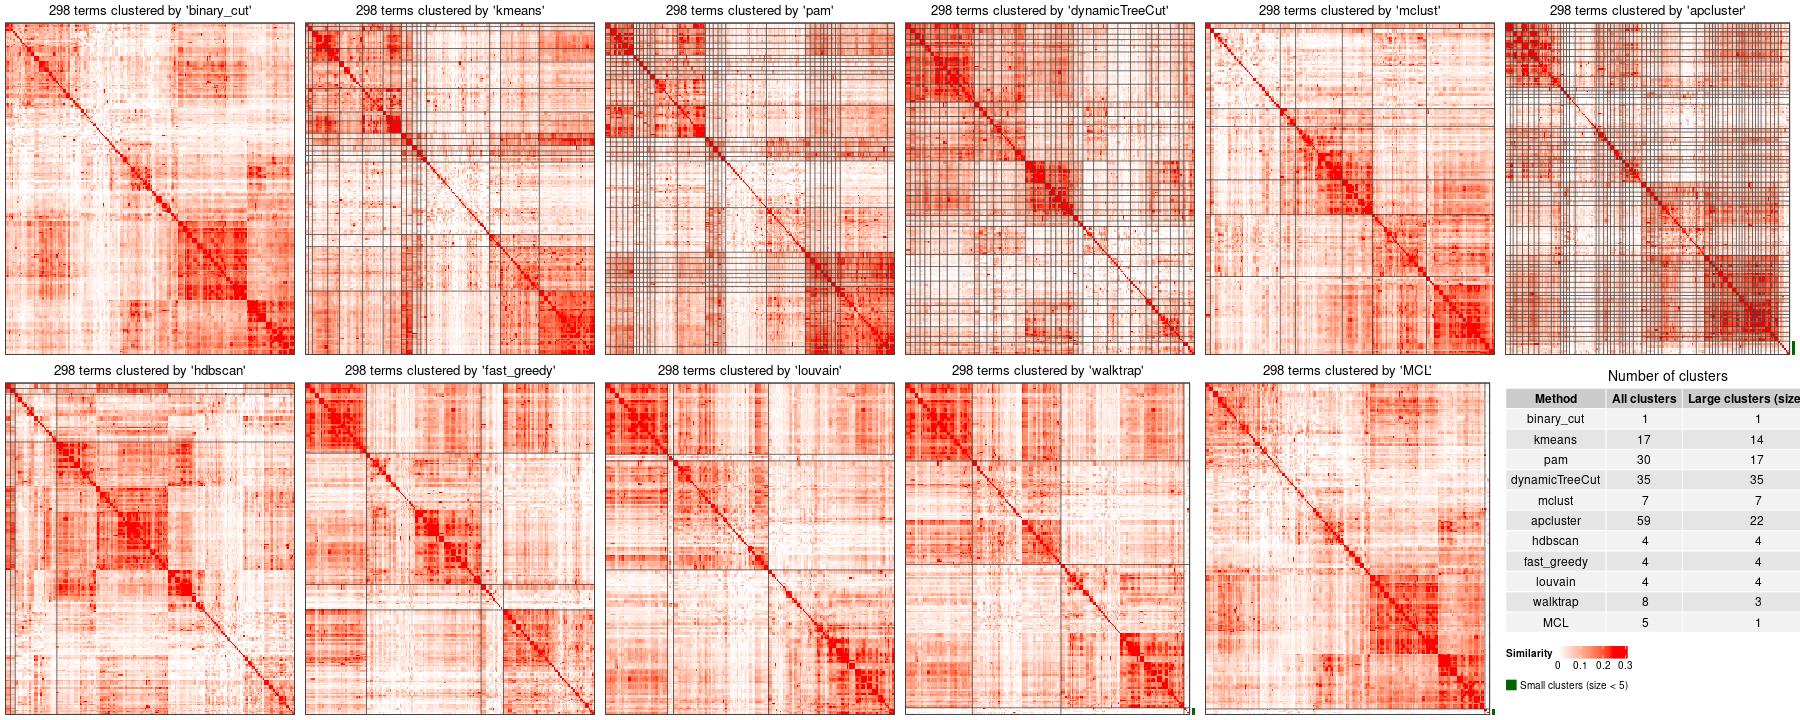 298 terms clustered by 'binary_cut'
298 terms clustered by 'kmeans'
298 terms clustered by 'pam'
298 terms clustered by 'dynamicTreeCut'
298 terms clustered by 'mclust'
298 terms clustered by 'apcluster'
298 terms clustered by 'hdbscan'
298 terms clustered by 'fast_greedy'
298 terms clustered by 'louvain'
298 terms clustered by 'walktrap'
298 terms clustered by 'MCL'
Number of clusters
Method All clusters Large clusters (size
binary_cut 1 1
kmeans 17 14
pam 30 17
dynamicTreeCut 35 35
mclust 7 7
apcluster 59 22
hdbscan 4 4
fast_greedy 4 4
louvain 4 4
walktrap 8 3
MCL 5 1
Similarity
0 0.1 0.2 0.3
Small clusters (size < 5)